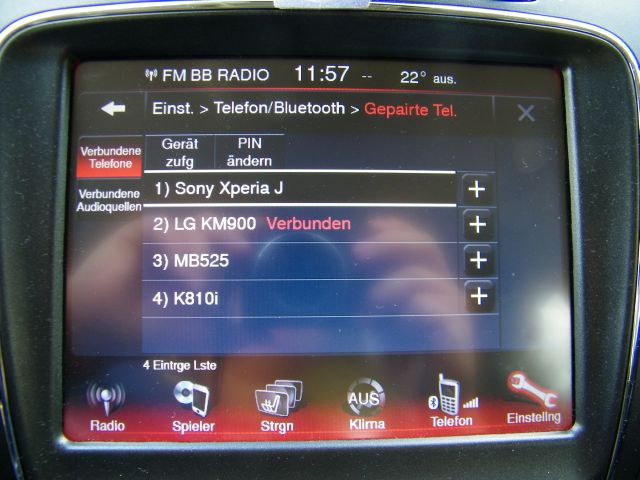 FM BB RADIO 11:57 -- 22° aus.
Einst. > Telefon/Bluetooth > Gepairte Tel.
Verbundene
Telefone
Gerät
zufg
PIN
ändern
Verbundene
Audioquellen
1) Sony Xperia J +
2) LG KM900 Verbunden +
3) MB525 +
4) K810i +
4 Eintrge Lste
AUS
Radio
Spieler
Strgn
Klima
Telefon
Einstellng